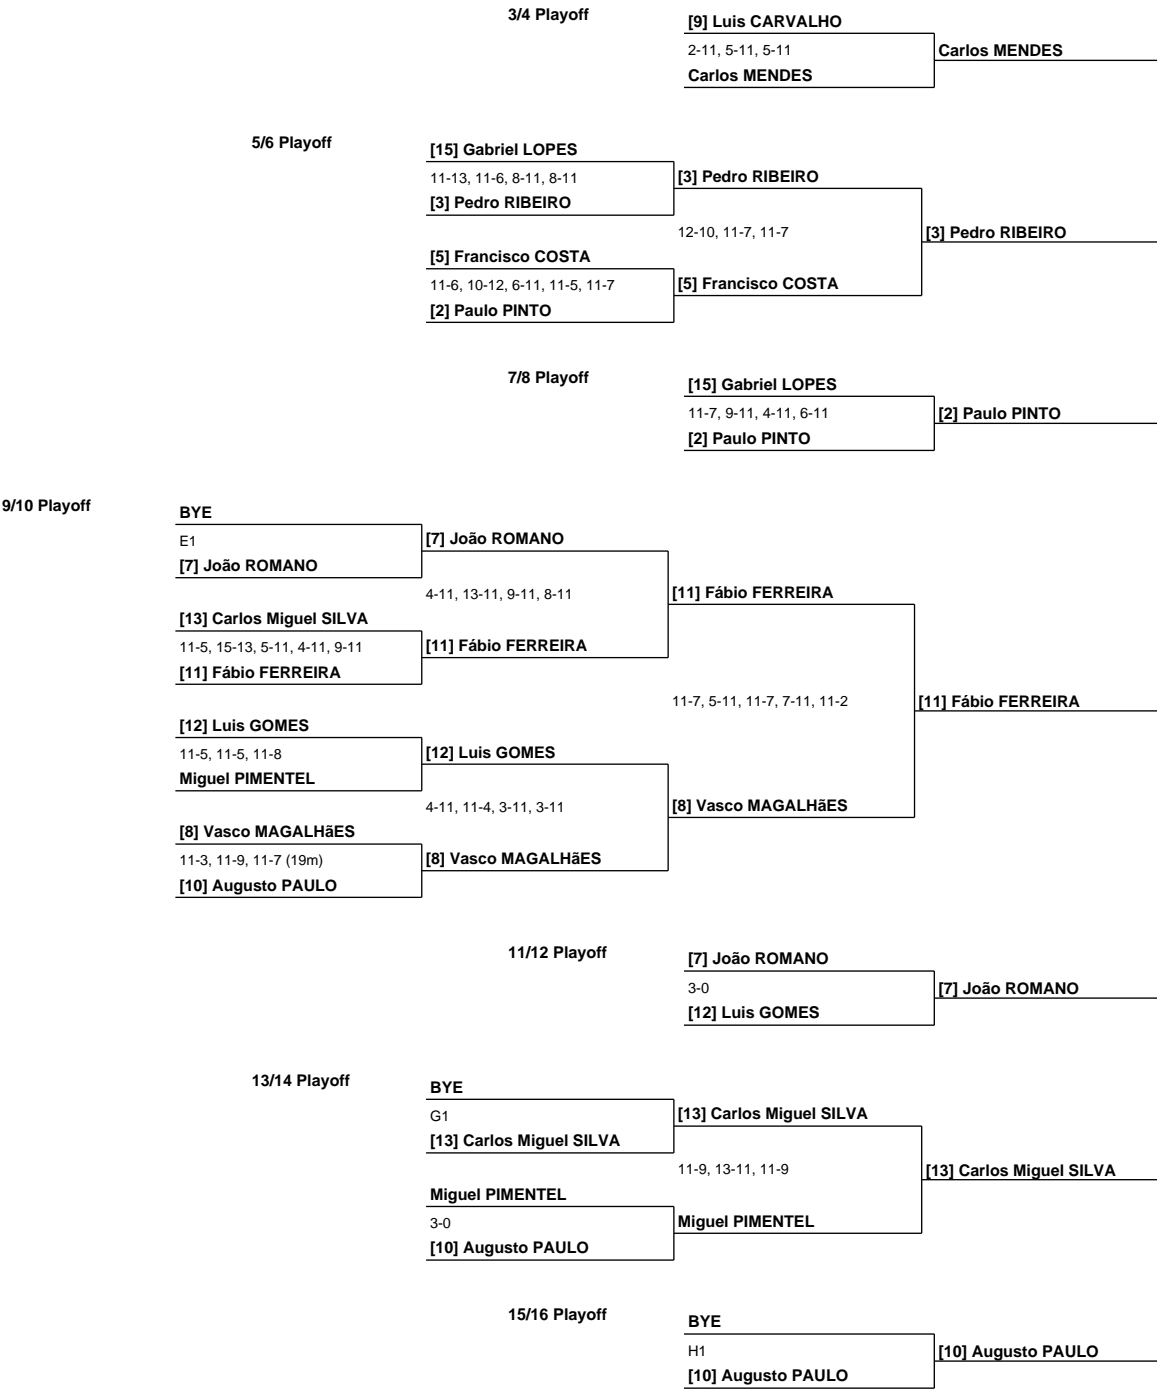 3/4 Playoff
[9] Luis CARVALHO
2-11, 5-11, 5-11
Carlos MENDES
Carlos MENDES
5/6 Playoff
[15] Gabriel LOPES
11-13, 11-6, 8-11, 8-11
[3] Pedro RIBEIRO
[3] Pedro RIBEIRO
12-10, 11-7, 11-7
[3] Pedro RIBEIRO
[5] Francisco COSTA
11-6, 10-12, 6-11, 11-5, 11-7
[5] Francisco COSTA
[2] Paulo PINTO
7/8 Playoff
[15] Gabriel LOPES
11-7, 9-11, 4-11, 6-11
[2] Paulo PINTO
[2] Paulo PINTO
9/10 Playoff
BYE
E1
[7] João ROMANO
[7] João ROMANO
4-11, 13-11, 9-11, 8-11
[11] Fábio FERREIRA
[13] Carlos Miguel SILVA
11-5, 15-13, 5-11, 4-11, 9-11
[11] Fábio FERREIRA
[11] Fábio FERREIRA
11-7, 5-11, 11-7, 7-11, 11-2
[11] Fábio FERREIRA
[12] Luis GOMES
11-5, 11-5, 11-8
[12] Luis GOMES
Miguel PIMENTEL
4-11, 11-4, 3-11, 3-11
[8] Vasco MAGALHãES
[8] Vasco MAGALHãES
11-3, 11-9, 11-7 (19m)
[8] Vasco MAGALHãES
[10] Augusto PAULO
11/12 Playoff
[7] João ROMANO
3-0
[7] João ROMANO
[12] Luis GOMES
13/14 Playoff
BYE
G1
[13] Carlos Miguel SILVA
[13] Carlos Miguel SILVA
11-9, 13-11, 11-9
[13] Carlos Miguel SILVA
Miguel PIMENTEL
3-0
Miguel PIMENTEL
[10] Augusto PAULO
15/16 Playoff
BYE
H1
[10] Augusto PAULO
[10] Augusto PAULO